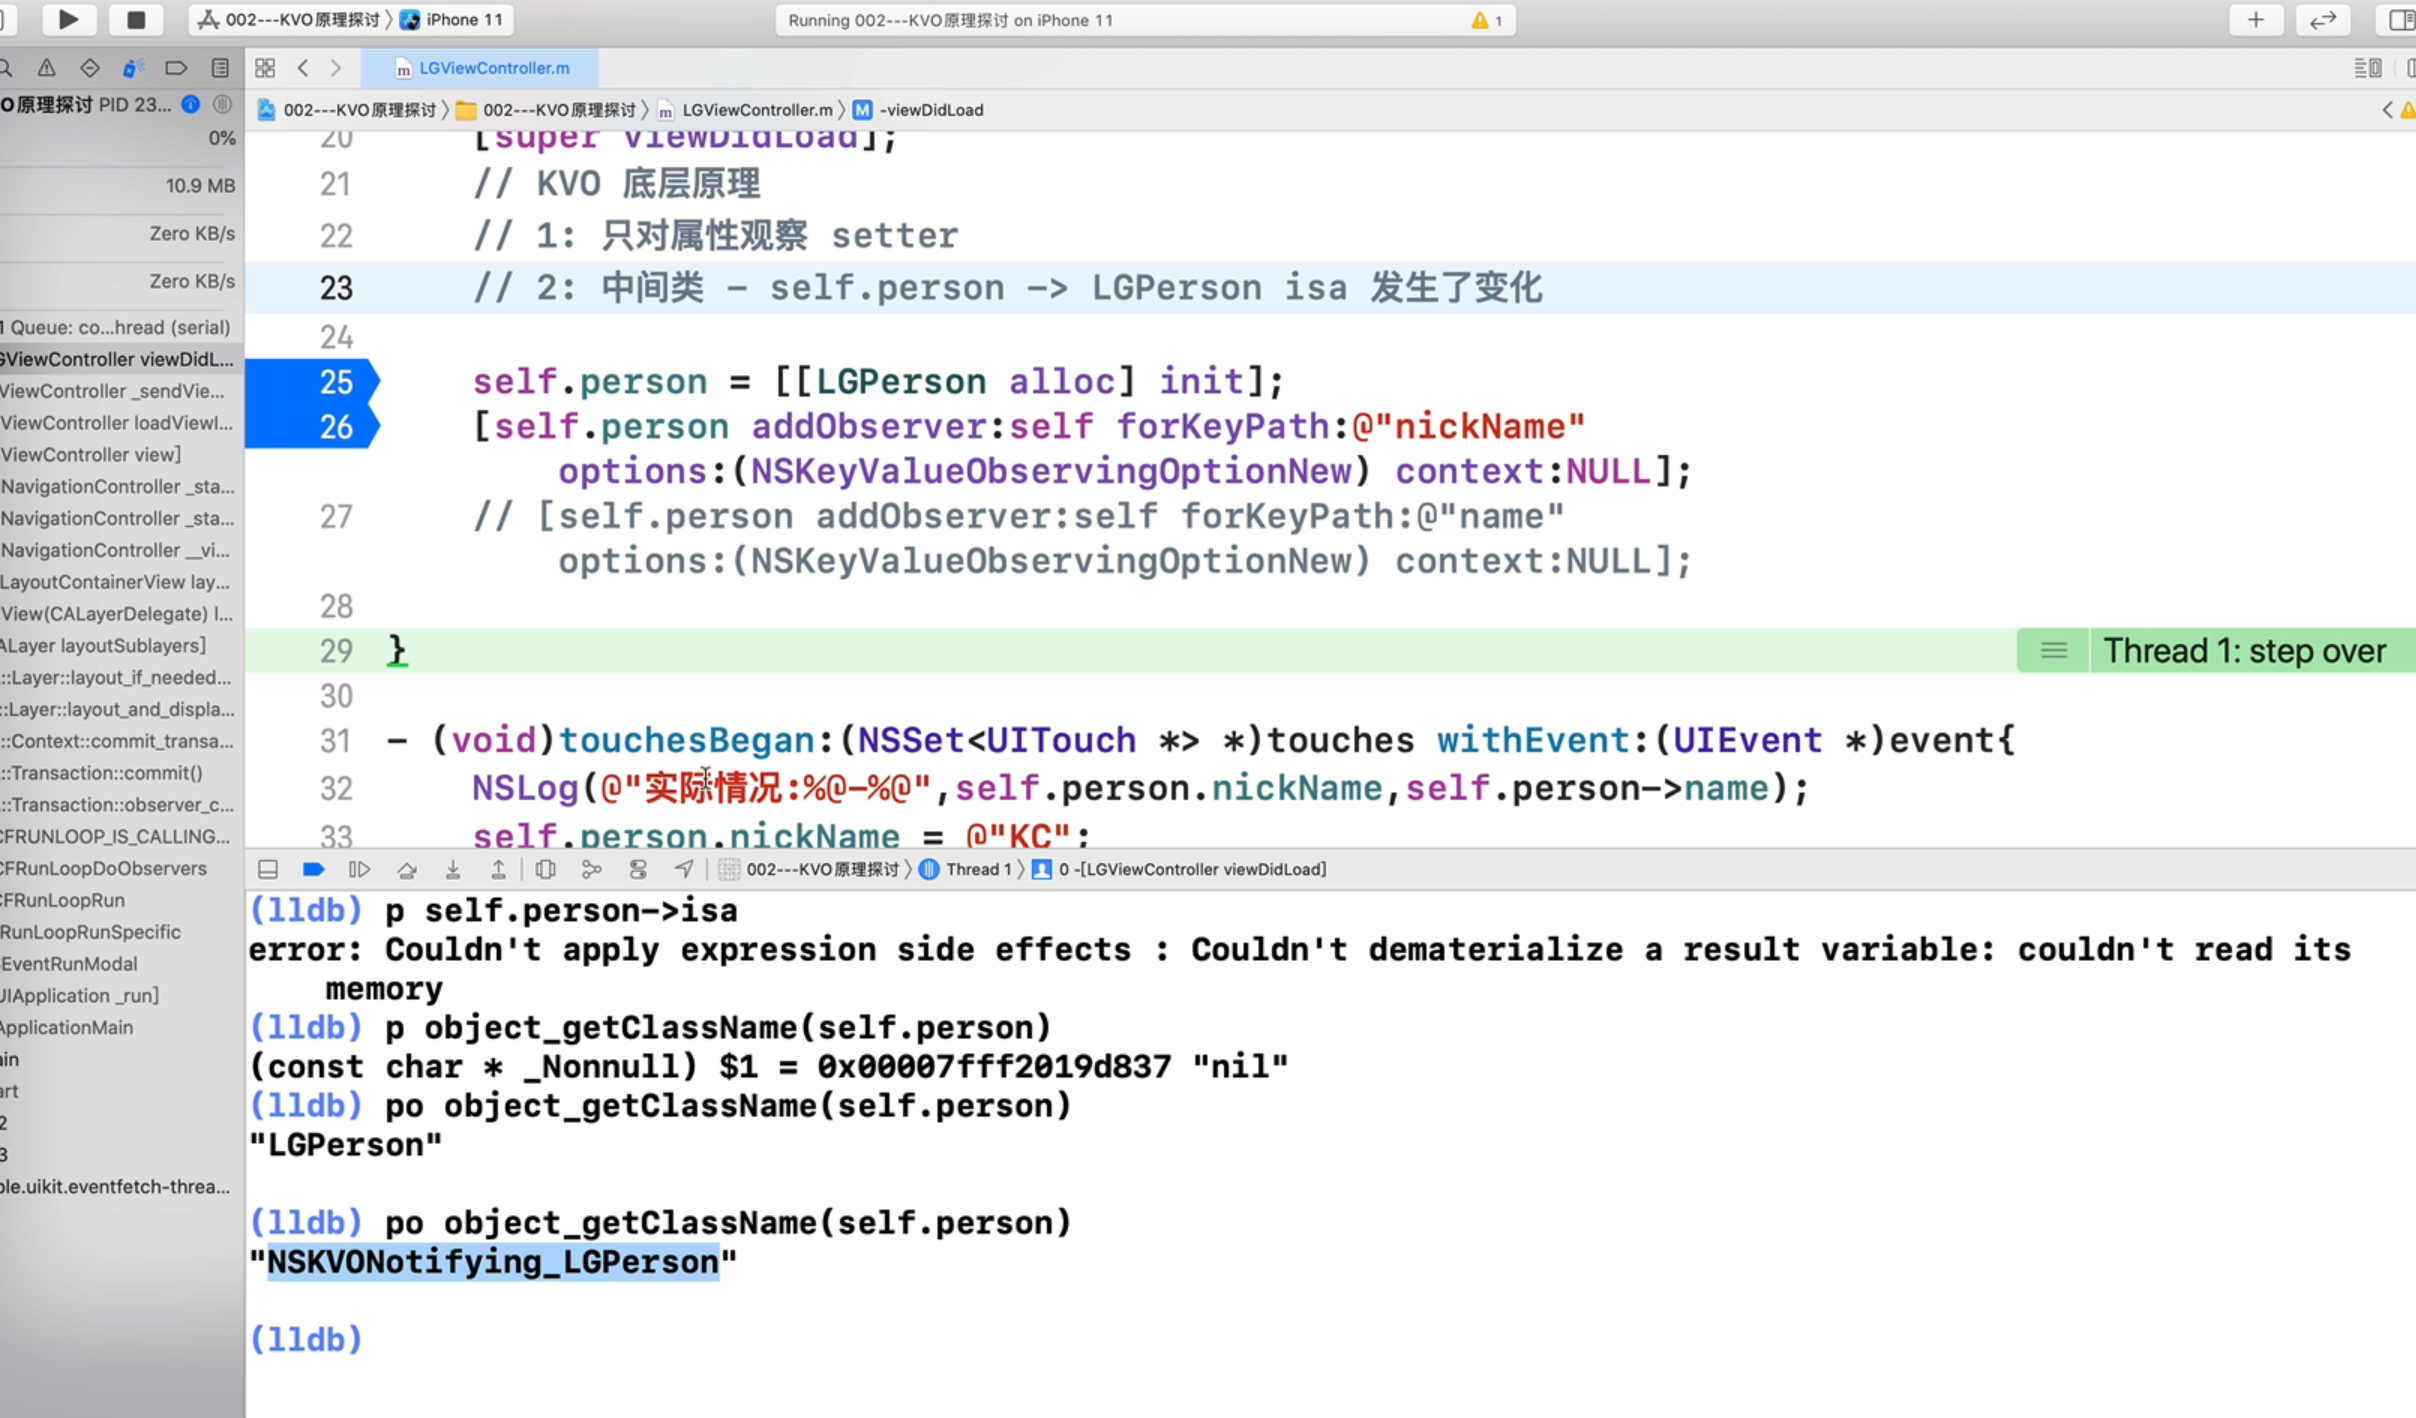 002---KVO原理探讨 〉 iPhone 11
Running 002---KVO原理探讨 on iPhone 11
1
LGViewController.m
O原理探讨 PID 23...
002---KVO原理探讨 〉 002---KVO原理探讨 〉 LGViewController.m 〉 M -viewDidLoad
0%
10.9 MB
Zero KB/s
Zero KB/s
1 Queue: co...hread (serial)
GViewController viewDidL...
ViewController _sendVie...
ViewController loadViewI...
ViewController view]
NavigationController _sta...
NavigationController _sta...
NavigationController __vi...
LayoutContainerView lay...
View(CALayerDelegate) l...
ALayer layoutSublayers]
::Layer::layout_if_needed...
::Layer::layout_and_displa...
::Context::commit_transa...
::Transaction::commit()
::Transaction::observer_c...
CFRUNLOOP_IS_CALLING...
CFRunLoopDoObservers
CFRunLoopRun
RunLoopRunSpecific
SEventRunModal
UIApplication _run]
ApplicationMain
ain
art
2
3
ple.uikit.eventfetch-threa...
20 [super viewDidLoad];
21 // KVO 底层原理
22 // 1: 只对属性观察 setter
23 // 2: 中间类 - self.person -> LGPerson isa 发生了变化
24
25 self.person = [[LGPerson alloc] init];
26 [self.person addObserver:self forKeyPath:@"nickName"
options:(NSKeyValueObservingOptionNew) context:NULL];
27 // [self.person addObserver:self forKeyPath:@"name"
options:(NSKeyValueObservingOptionNew) context:NULL];
28
29 }
Thread 1: step over
30
31 - (void)touchesBegan:(NSSet<UITouch *> *)touches withEvent:(UIEvent *)event{
32 NSLog(@"实际情况:%@-%@",self.person.nickName,self.person->name);
33 self.person.nickName = @"KC";
002---KVO原理探讨 〉 Thread 1 〉 0 -[LGViewController viewDidLoad]
(lldb) p self.person->isa
error: Couldn't apply expression side effects : Couldn't dematerialize a result variable: couldn't read its
memory
(lldb) p object_getClassName(self.person)
(const char * _Nonnull) $1 = 0x00007fff2019d837 "nil"
(lldb) po object_getClassName(self.person)
"LGPerson"
(lldb) po object_getClassName(self.person)
"NSKVONotifying_LGPerson"
(lldb)